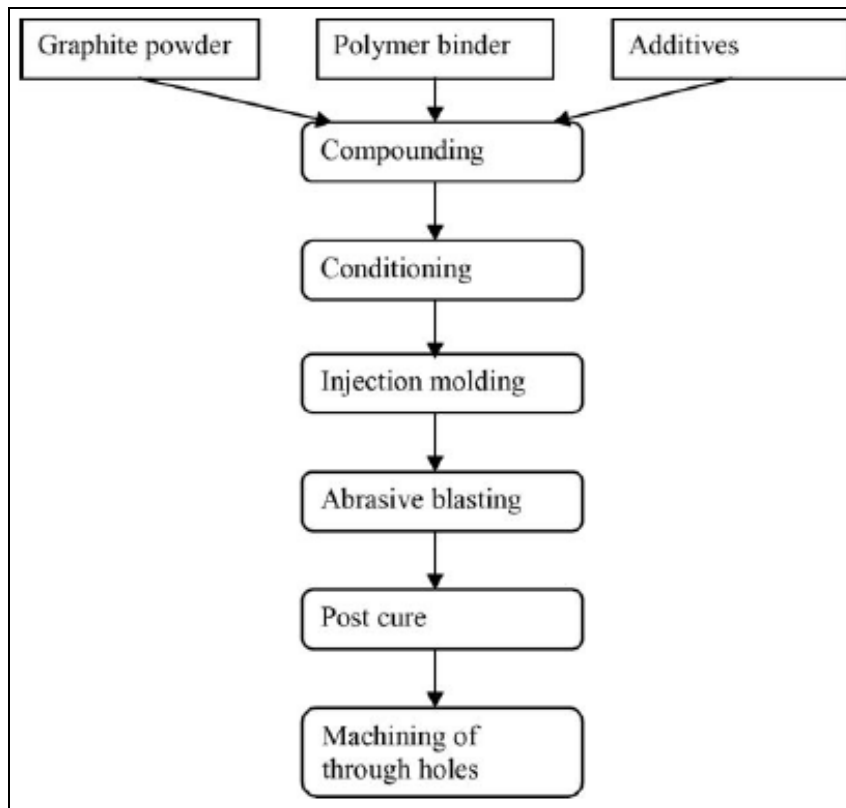 Graphite powder
Polymer binder
Additives
Compounding
Conditioning
Injection molding
Abrasive blasting
Post cure
Machining of
through holes